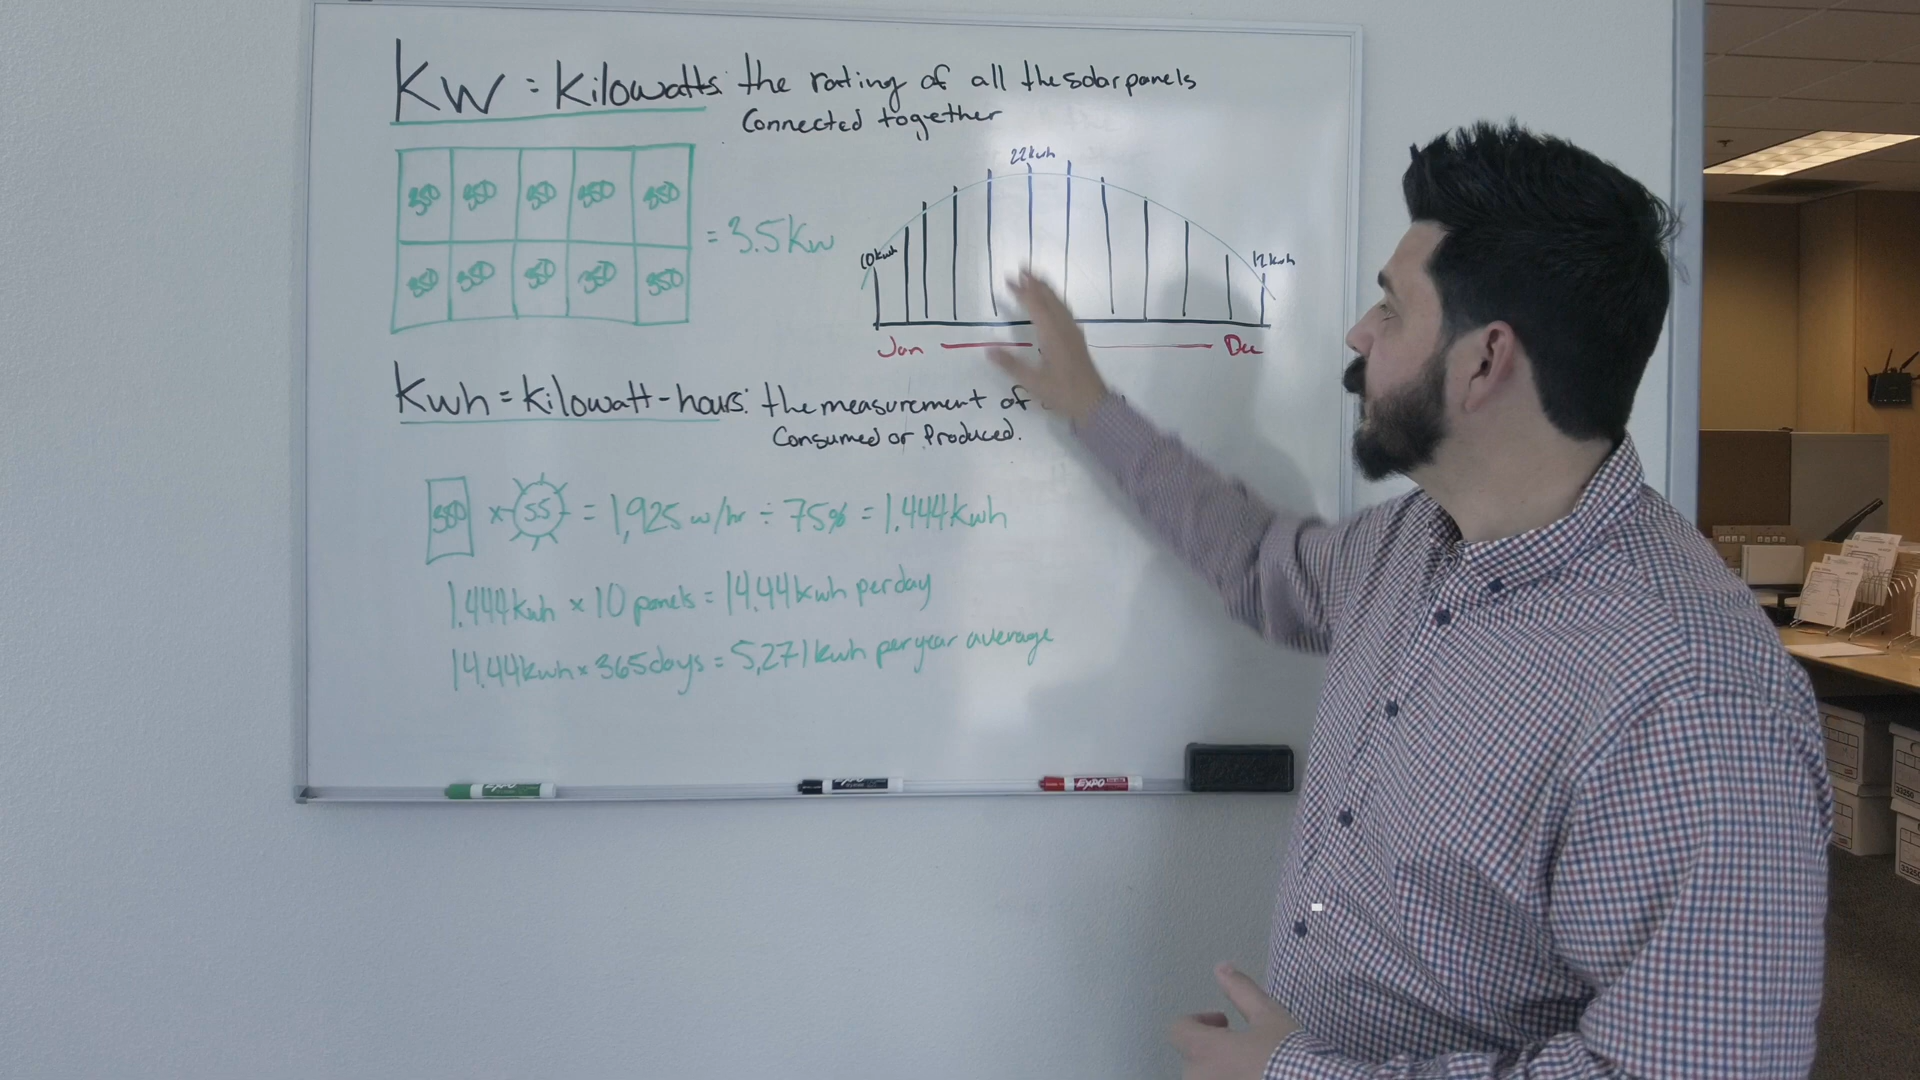 KW = Kilowatts: the rating of all the solar panels
Connected together
350 350 350 350 350
350 350 350 350 350
= 3.5 KW
10 kwh
22 kwh
12 kwh
Jan
Dec
Kwh = kilowatt-hours: the measurement of
Consumed or Produced.
350 × 5.5 = 1,925 w/hr ÷ 75% = 1.444 kwh
1.444 kwh × 10 panels = 14.44 kwh per day
14.44 kwh × 365 days = 5,271 kwh per year average
EXPO